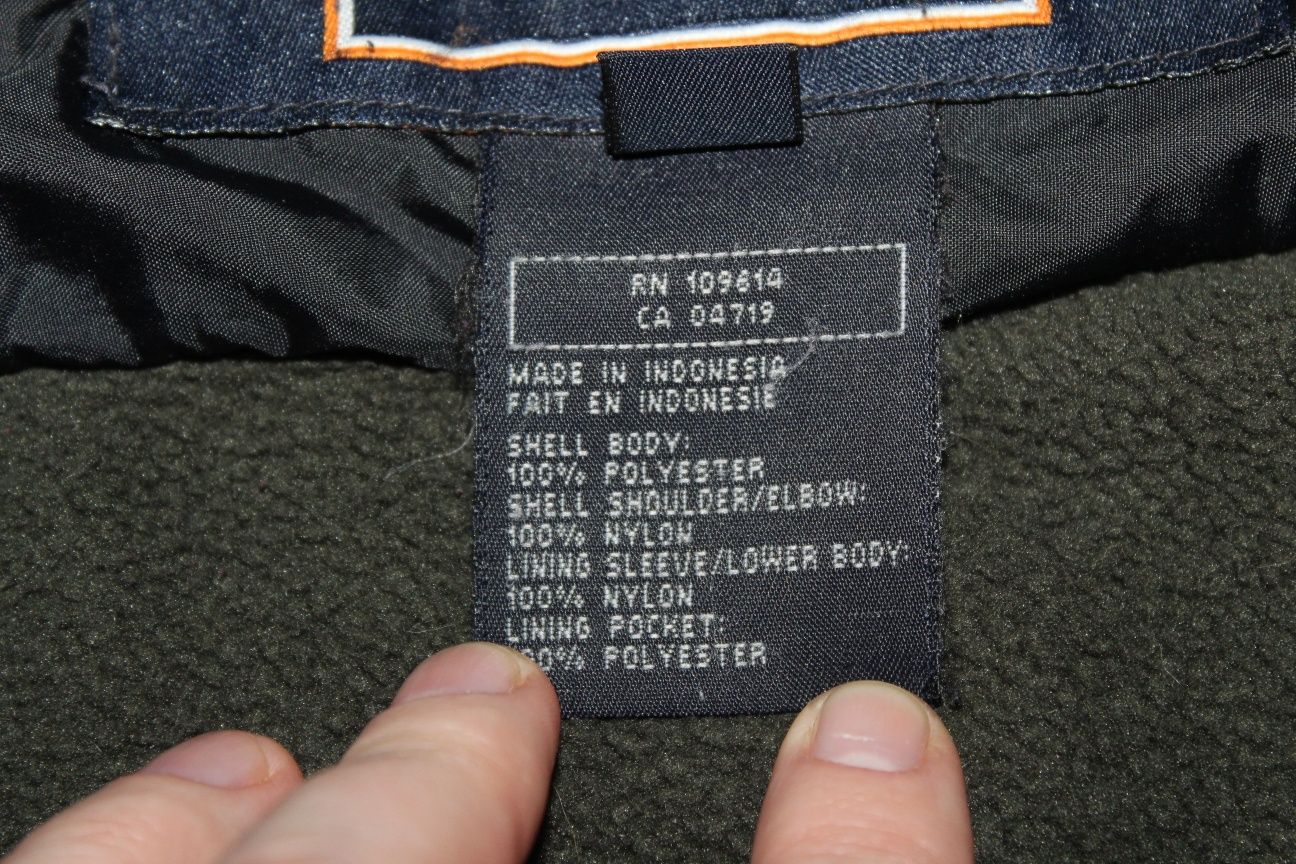 RN 109614
CA 04719
MADE IN INDONESIA
FAIT EN INDONESIE
SHELL BODY:
100% POLYESTER
SHELL SHOULDER/ELBOW:
100% NYLON
LINING SLEEVE/LOWER BODY:
100% NYLON
LINING POCKET:
100% POLYESTER